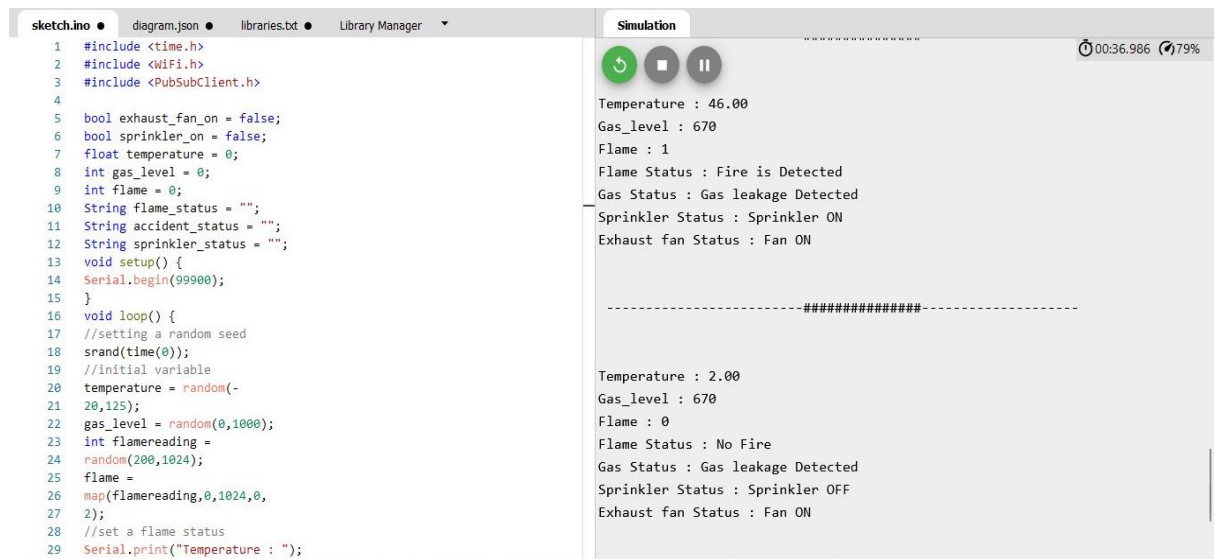 sketch.ino ● diagram.json ● libraries.txt ● Library Manager ▼
1 #include <time.h>
2 #include <WiFi.h>
3 #include <PubSubClient.h>
4
5 bool exhaust_fan_on = false;
6 bool sprinkler_on = false;
7 float temperature = 0;
8 int gas_level = 0;
9 int flame = 0;
10 String flame_status = "";
11 String accident_status = "";
12 String sprinkler_status = "";
13 void setup() {
14 Serial.begin(99900);
15 }
16 void loop() {
17 //setting a random seed
18 srand(time(0));
19 //initial variable
20 temperature = random(-
21 20,125);
22 gas_level = random(0,1000);
23 int flamereading =
24 random(200,1024);
25 flame =
26 map(flamereading,0,1024,0,
27 2);
28 //set a flame status
29 Serial.print("Temperature : ");
Simulation
00:36.986 79%
Temperature : 46.00
Gas_level : 670
Flame : 1
Flame Status : Fire is Detected
Gas Status : Gas leakage Detected
Sprinkler Status : Sprinkler ON
Exhaust fan Status : Fan ON
-------------------------###############--------------------
Temperature : 2.00
Gas_level : 670
Flame : 0
Flame Status : No Fire
Gas Status : Gas leakage Detected
Sprinkler Status : Sprinkler OFF
Exhaust fan Status : Fan ON